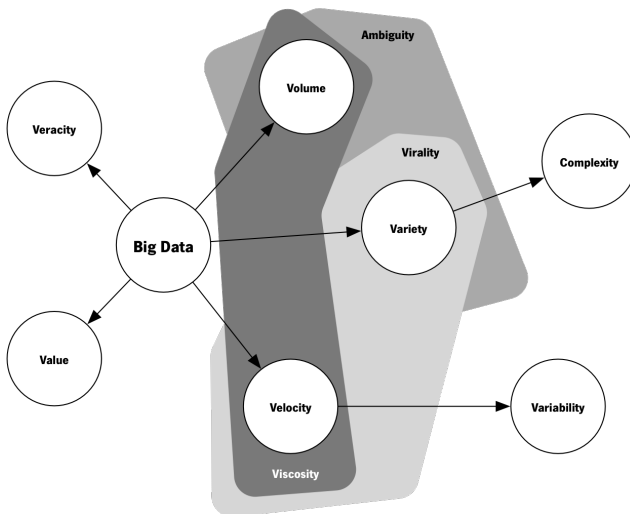 Ambiguity
Volume
Veracity
Virality
Complexity
Variety
Big Data
Value
Velocity
Variability
Viscosity